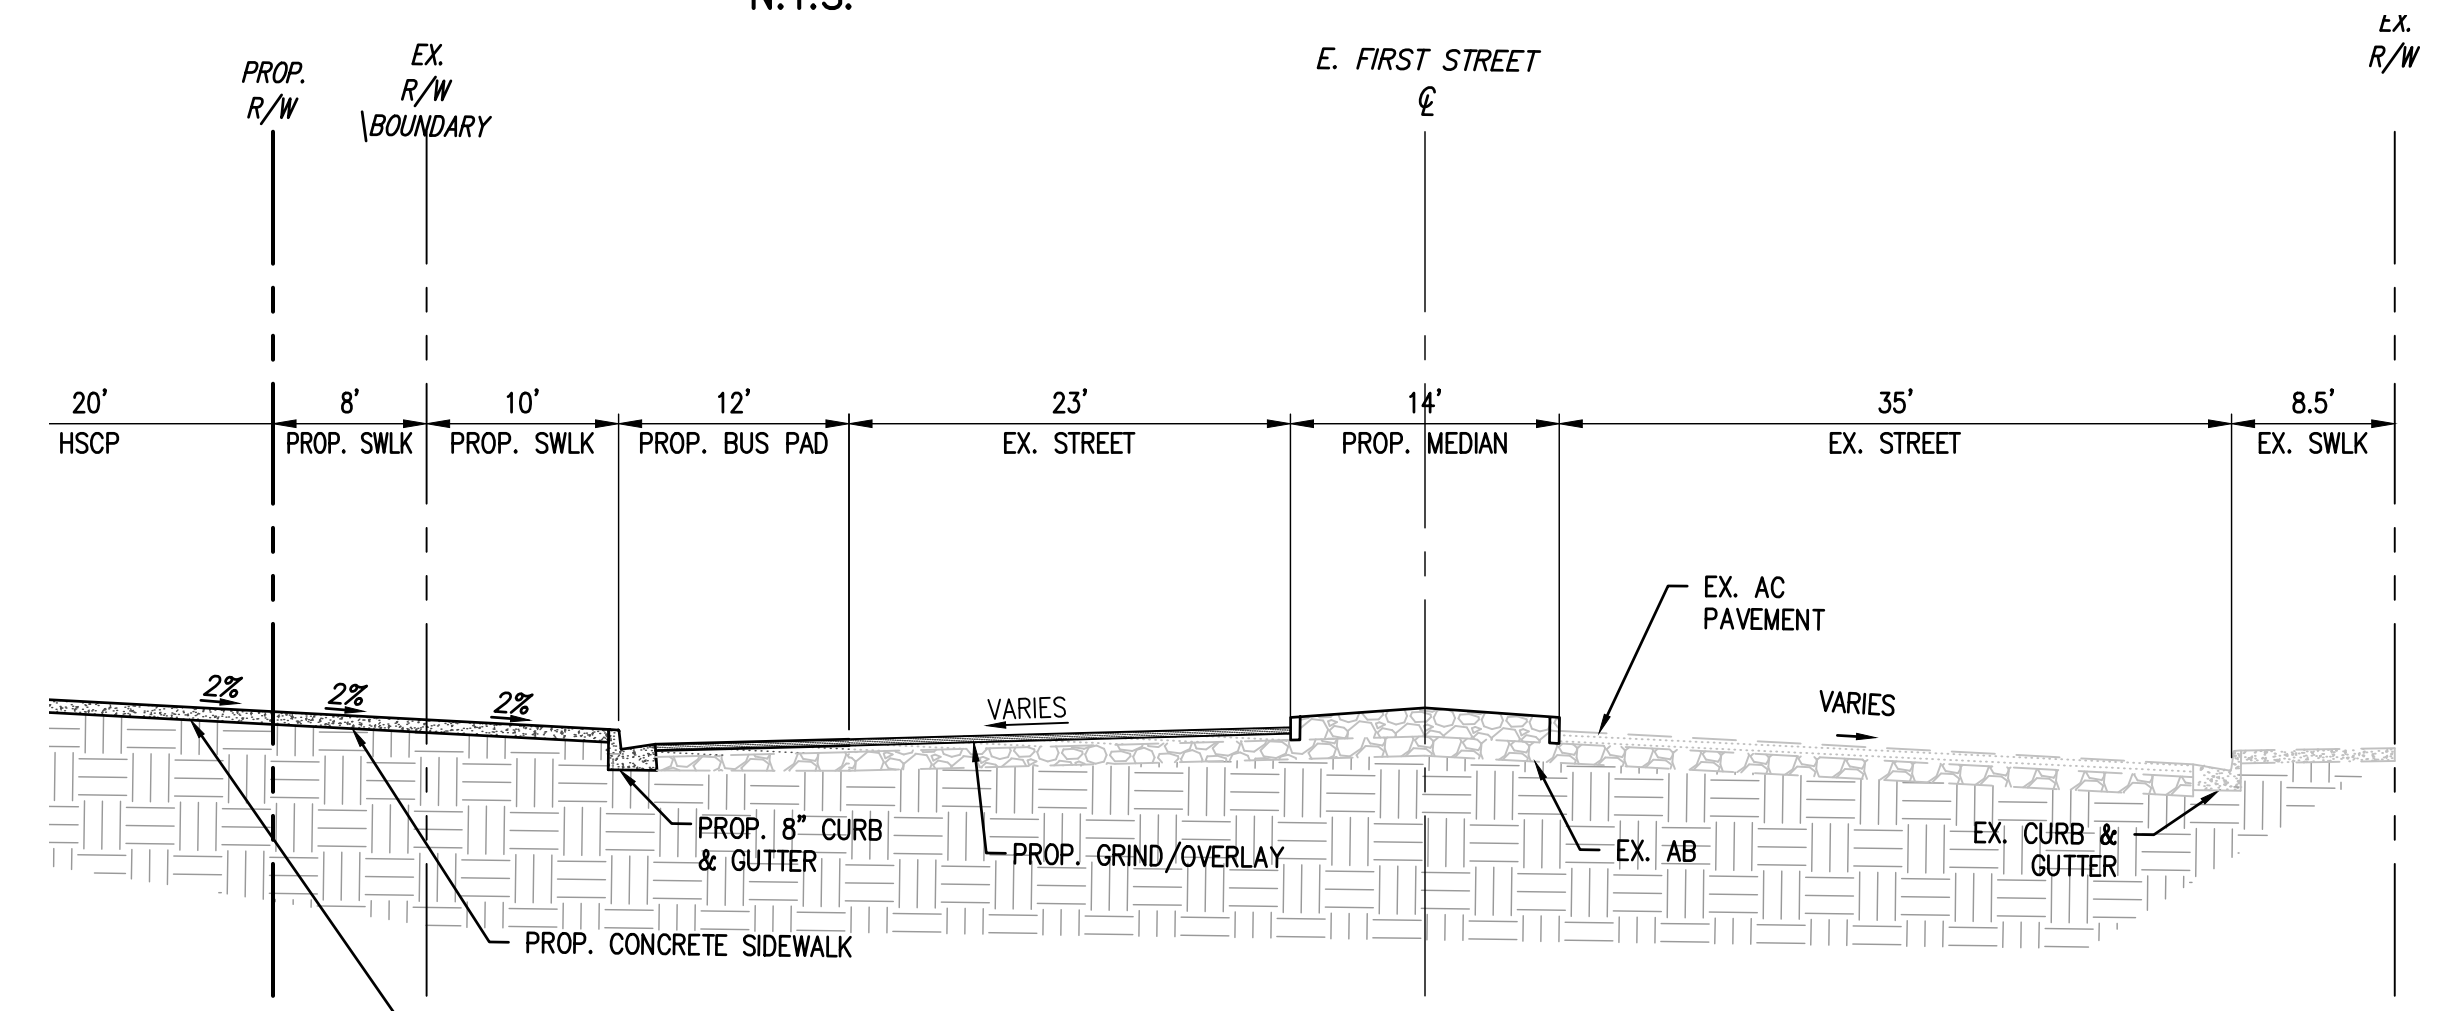 N.T.S.
PROP.
R/W
EX.
R/W
\BOUNDARY
E. FIRST STREET
℄
EX.
R/W
20' 8' 10' 12' 23' 14' 35' 8.5'
HSCP PROP. SWLK PROP. SWLK PROP. BUS PAD EX. STREET PROP. MEDIAN EX. STREET EX. SWLK
EX. AC
PAVEMENT
2% 2% 2% VARIES VARIES
PROP. 8" CURB
& GUTTER
PROP. GRIND/OVERLAY
EX. AB
EX. CURB &
GUTTER
PROP. CONCRETE SIDEWALK